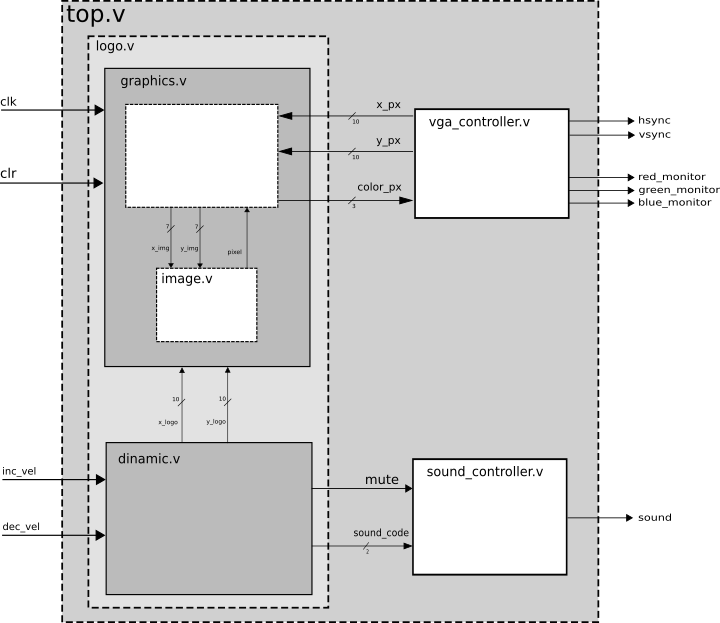 top.v
logo.v
graphics.v
clk
clr
x_px
10
y_px
10
color_px
3
vga_controller.v
hsync
vsync
red_monitor
green_monitor
blue_monitor
7
7
x_img
y_img
pixel
image.v
10
10
x_logo
y_logo
dinamic.v
inc_vel
dec_vel
mute
sound_code
2
sound_controller.v
sound